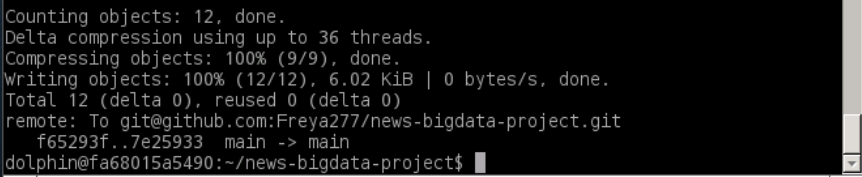 Counting objects: 12, done.
Delta compression using up to 36 threads.
Compressing objects: 100% (9/9), done.
Writing objects: 100% (12/12), 6.02 KiB | 0 bytes/s, done.
Total 12 (delta 0), reused 0 (delta 0)
remote: To git@github.com:Freya277/news-bigdata-project.git
   f65293f..7e25933  main -> main
dolphin@fa68015a5490:~/news-bigdata-project$